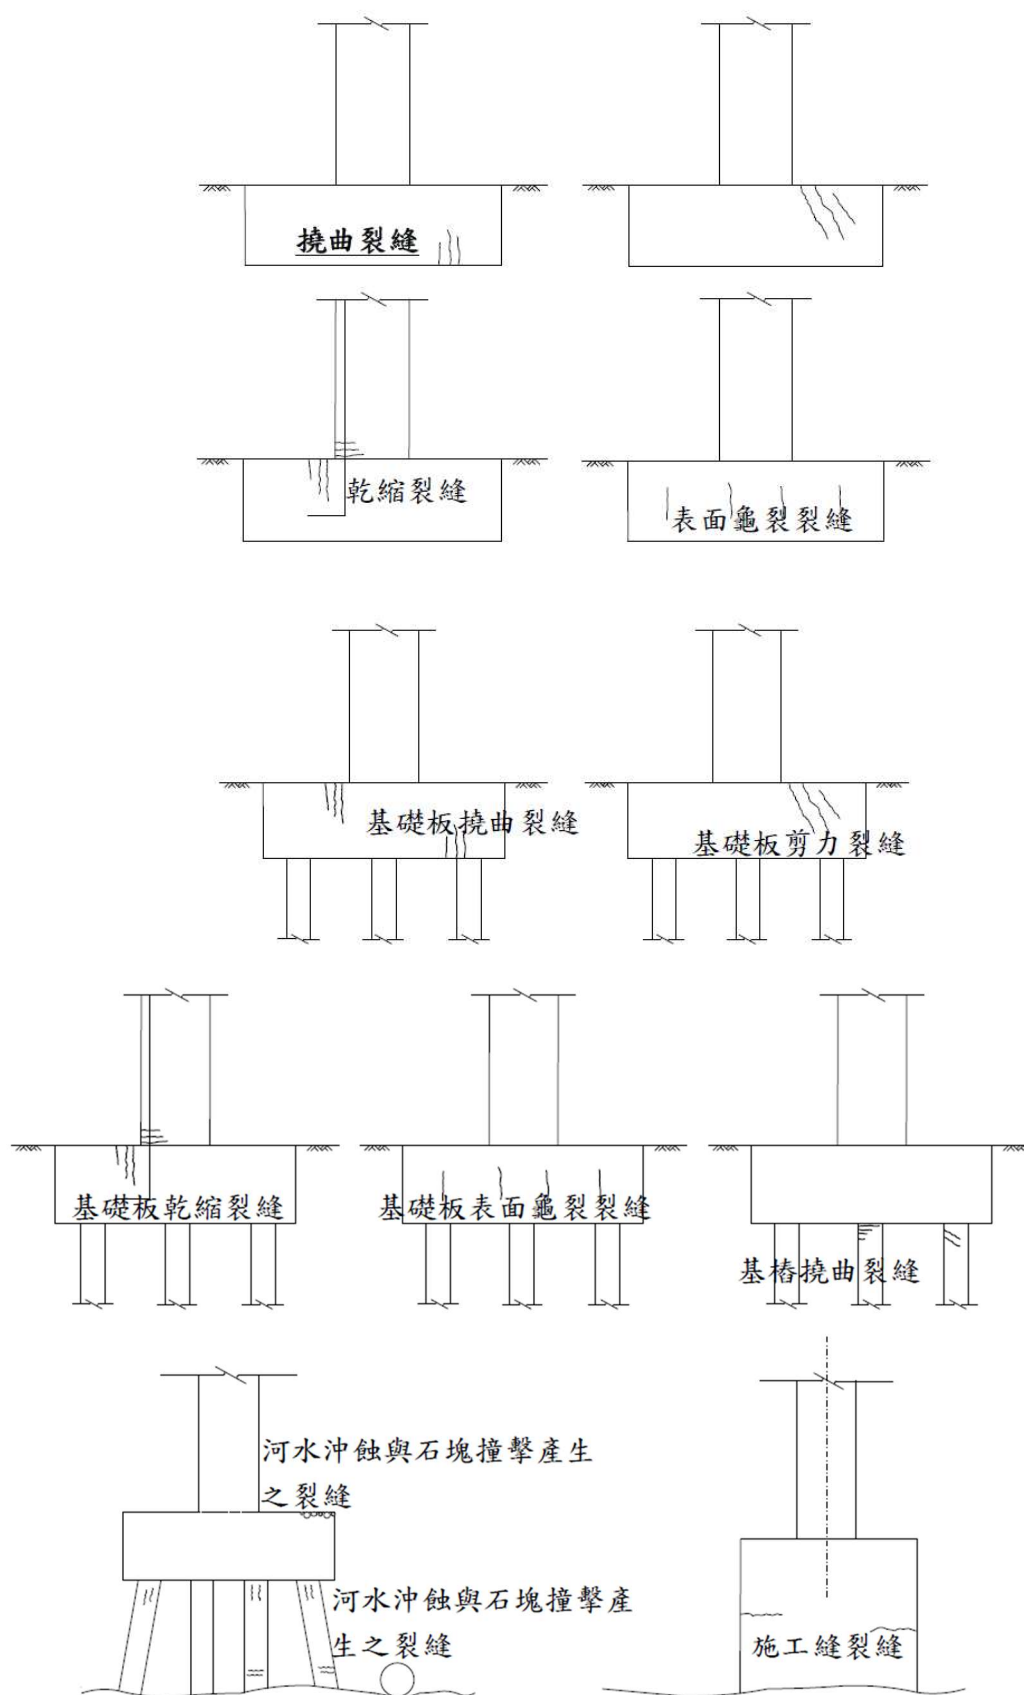 撓曲裂縫
乾縮裂縫
表面龜裂裂縫
基礎板撓曲裂縫
基礎板剪力裂縫
基礎板乾縮裂縫
基礎板表面龜裂裂縫
基樁撓曲裂縫
河水沖蝕與石塊撞擊產生
之裂縫
河水沖蝕與石塊撞擊產
生之裂縫
施工縫裂縫